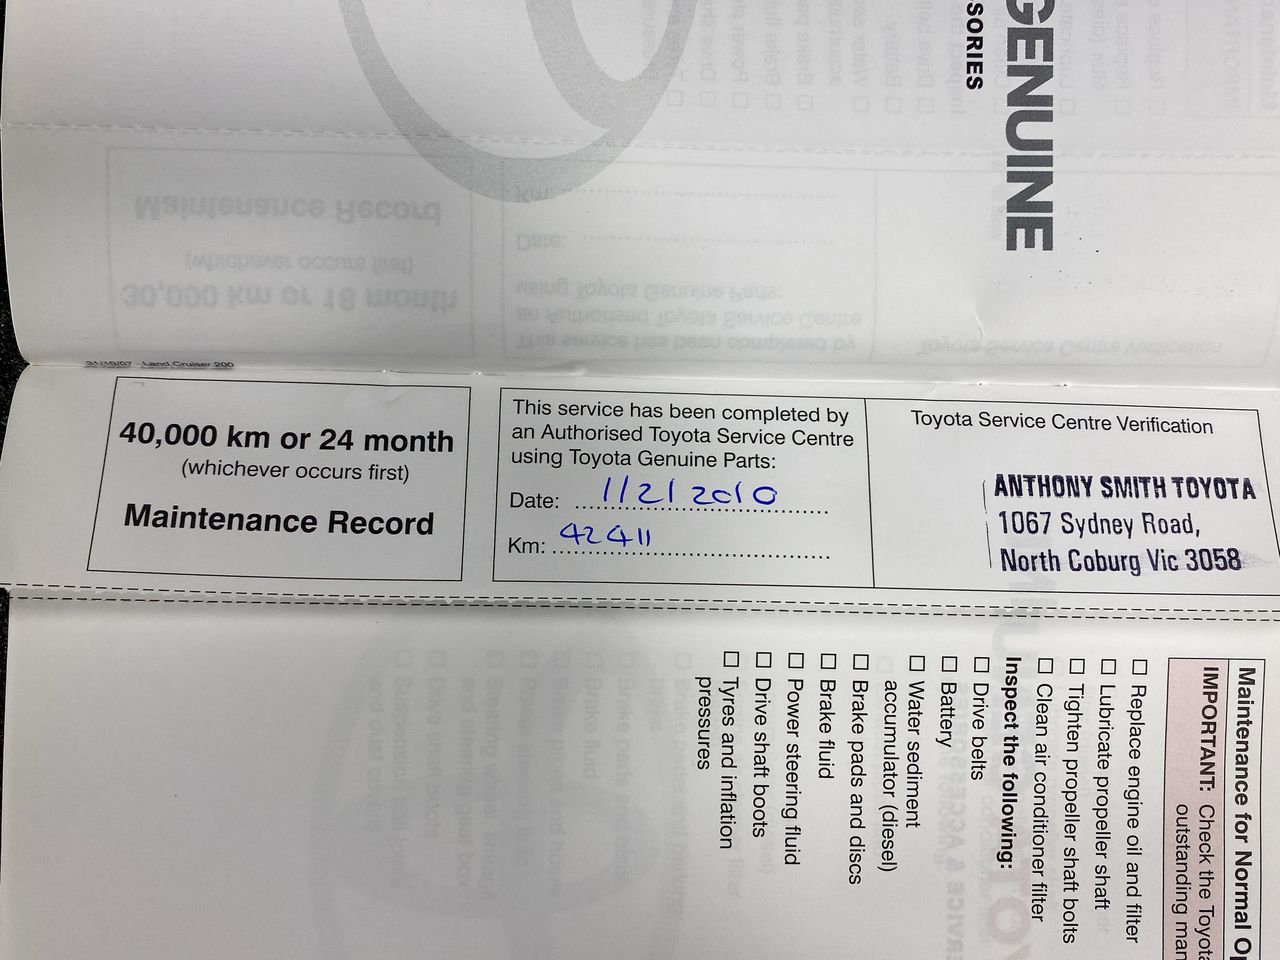 GENUINE
SORIES
31/10/07 - Land Cruiser 200
40,000 km or 24 month
(whichever occurs first)
Maintenance Record
This service has been completed by
an Authorised Toyota Service Centre
using Toyota Genuine Parts:
Date: 1/2/2010
Km: 42411
Toyota Service Centre Verification
ANTHONY SMITH TOYOTA
1067 Sydney Road,
North Coburg Vic 3058
Maintenance for Normal Op
IMPORTANT: Check the Toyota
outstanding man
☐ Replace engine oil and filter
☐ Lubricate propeller shaft
☐ Tighten propeller shaft bolts
☐ Clean air conditioner filter
Inspect the following:
☐ Drive belts
☐ Battery
☐ Water sediment
accumulator (diesel)
☐ Brake pads and discs
☐ Brake fluid
☐ Power steering fluid
☐ Drive shaft boots
☐ Tyres and inflation
pressures